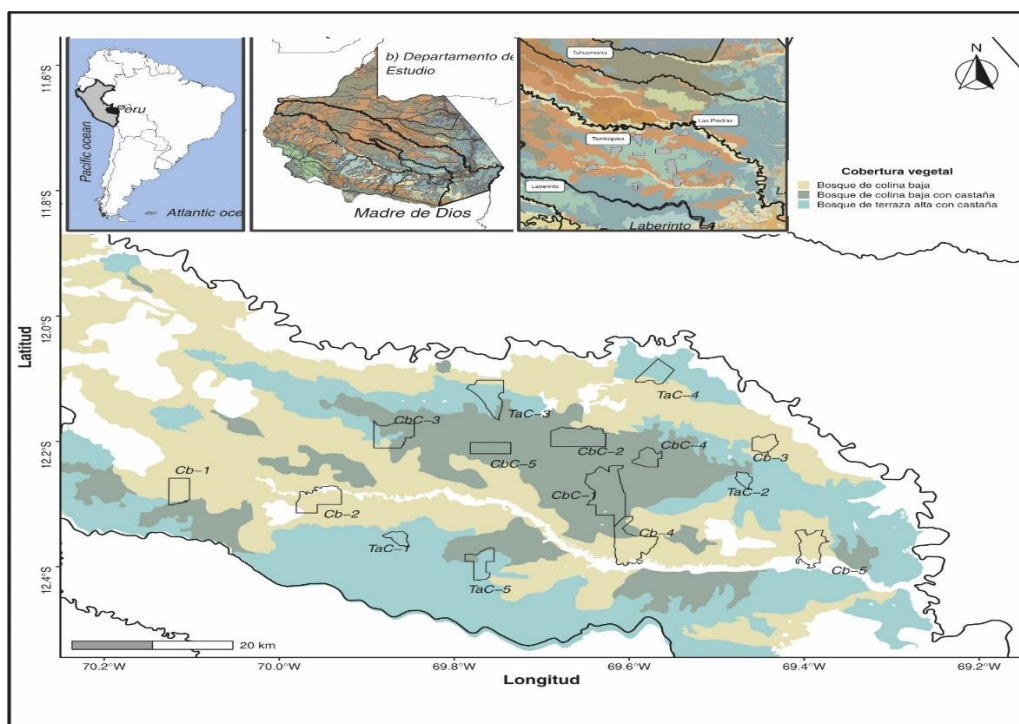 N
b) Departamento de
Estudio
Peru
Pacific ocean
Atlantic oce
Madre de Dios
Tahuamanu
Las Piedras
Tambopata
Laberinto
Laberinto
Cobertura vegetal
Bosque de colina baja
Bosque de colina baja con castaña
Bosque de terraza alta con castaña
11.6°S
11.8°S
12.0°S
12.2°S
12.4°S
Latitud
TaC-4
TaC-3
CbC-3
CbC-2
CbC-4
Cb-3
CbC-5
Cb-1
CbC-1
TaC-2
Cb-2
Cb-4
TaC-1
Cb-5
TaC-5
20 km
70.2°W
70.0°W
69.8°W
69.6°W
69.4°W
69.2°W
Longitud